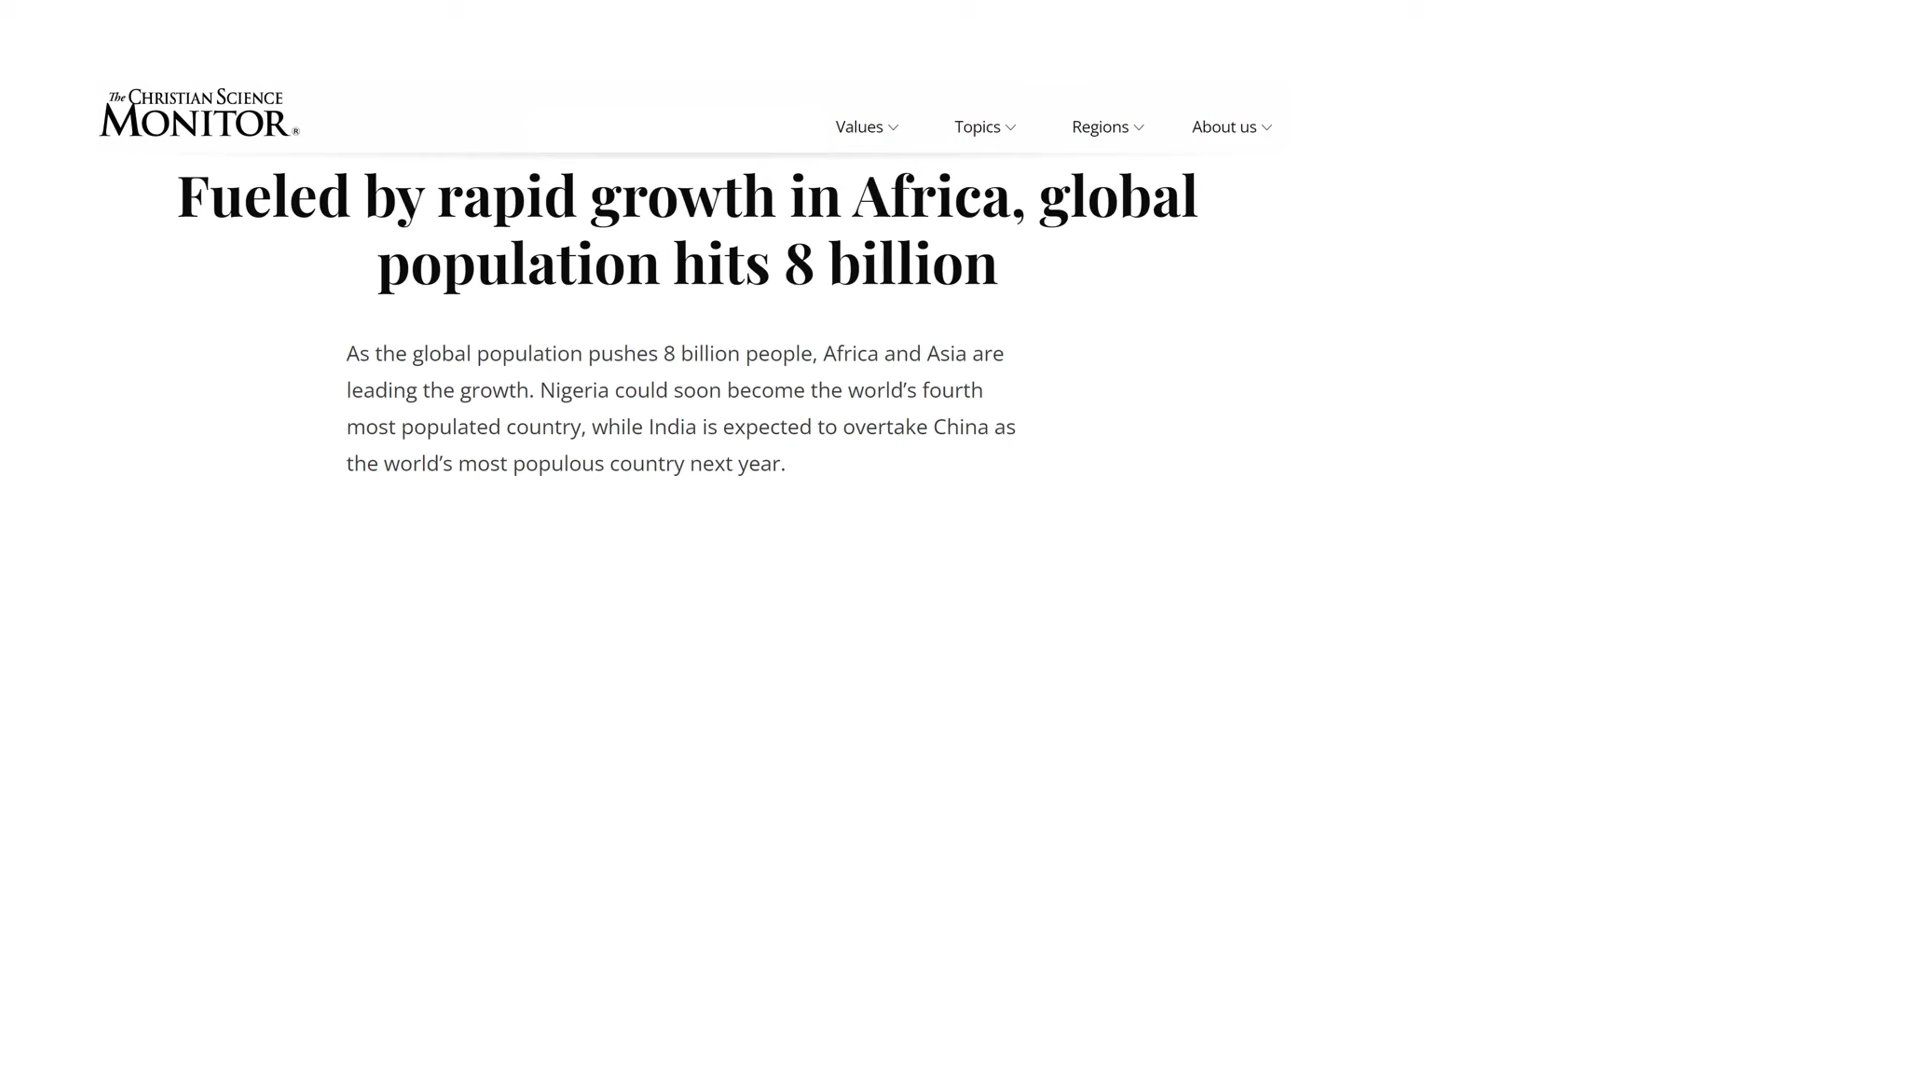 The CHRISTIAN SCIENCE
MONITOR®
Values Topics Regions About us
Fueled by rapid growth in Africa, global
population hits 8 billion
As the global population pushes 8 billion people, Africa and Asia are
leading the growth. Nigeria could soon become the world’s fourth
most populated country, while India is expected to overtake China as
the world’s most populous country next year.